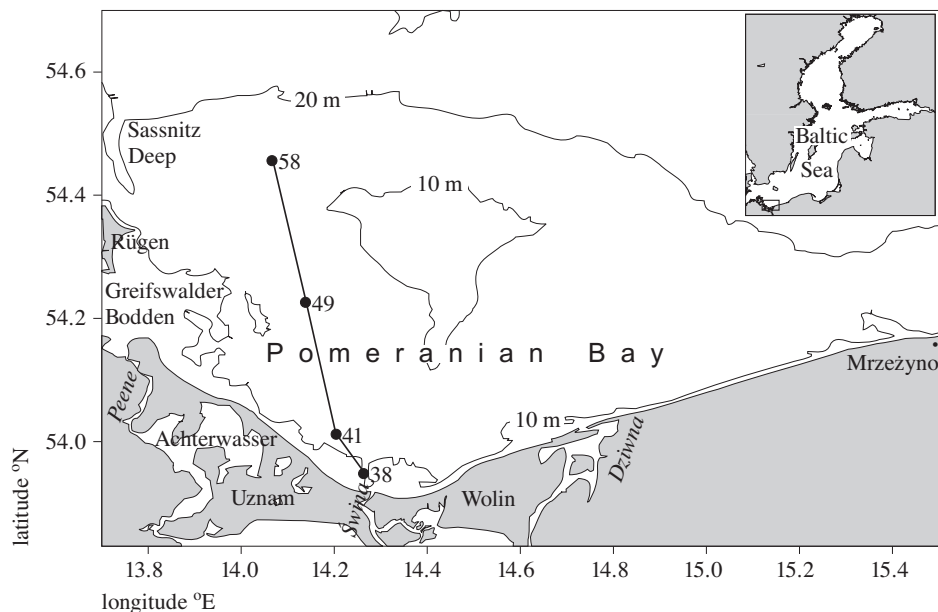 54.6
54.4
54.2
54.0
latitude °N
13.8 14.0 14.2 14.4 14.6 14.8 15.0 15.2 15.4
longitude °E
20 m
Sassnitz
Deep
58
10 m
Rügen
Greifswalder
Bodden
49
Pomeranian Bay
Mrzeżyno
Peene
Achterwasser
41
10 m
Dziwna
38
Uznam
Świna
Wolin
Baltic
Sea